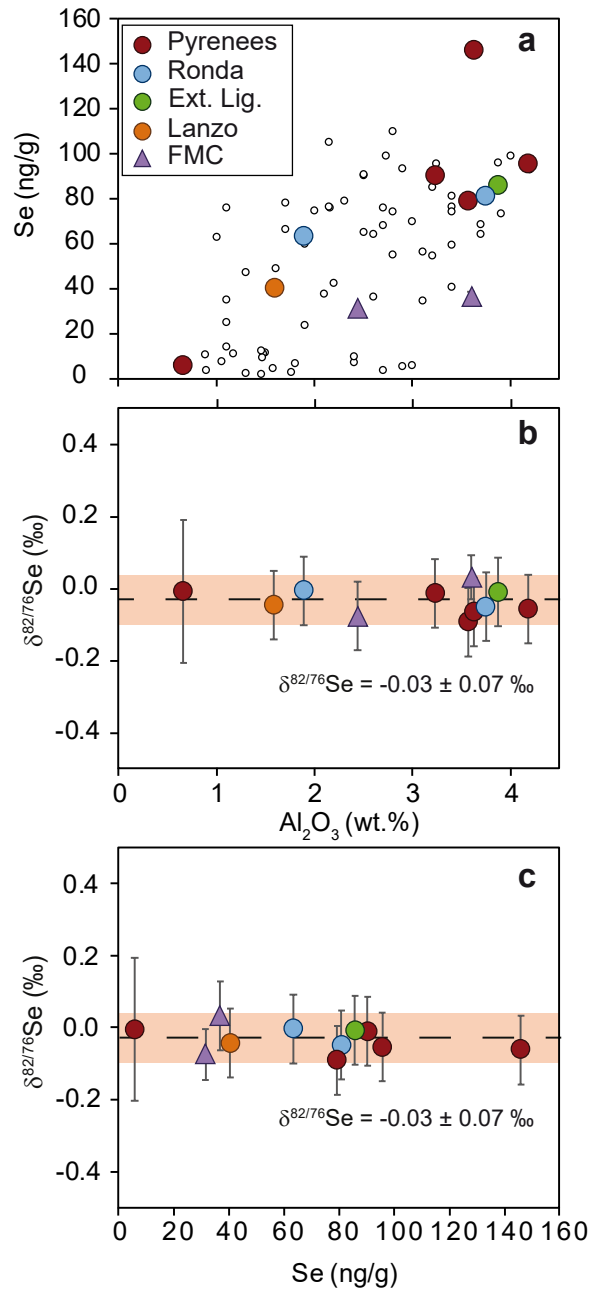 160
140
120
100
80
60
40
20
0
Se (ng/g)
a
Pyrenees
Ronda
Ext. Lig.
Lanzo
FMC
b
0.4
0.2
0.0
-0.2
-0.4
δ82/76Se (‰)
δ82/76Se = -0.03 ± 0.07 ‰
0 1 2 3 4
Al2O3 (wt.%)
c
0.4
0.2
0.0
-0.2
-0.4
δ82/76Se (‰)
δ82/76Se = -0.03 ± 0.07 ‰
0 20 40 60 80 100 120 140 160
Se (ng/g)